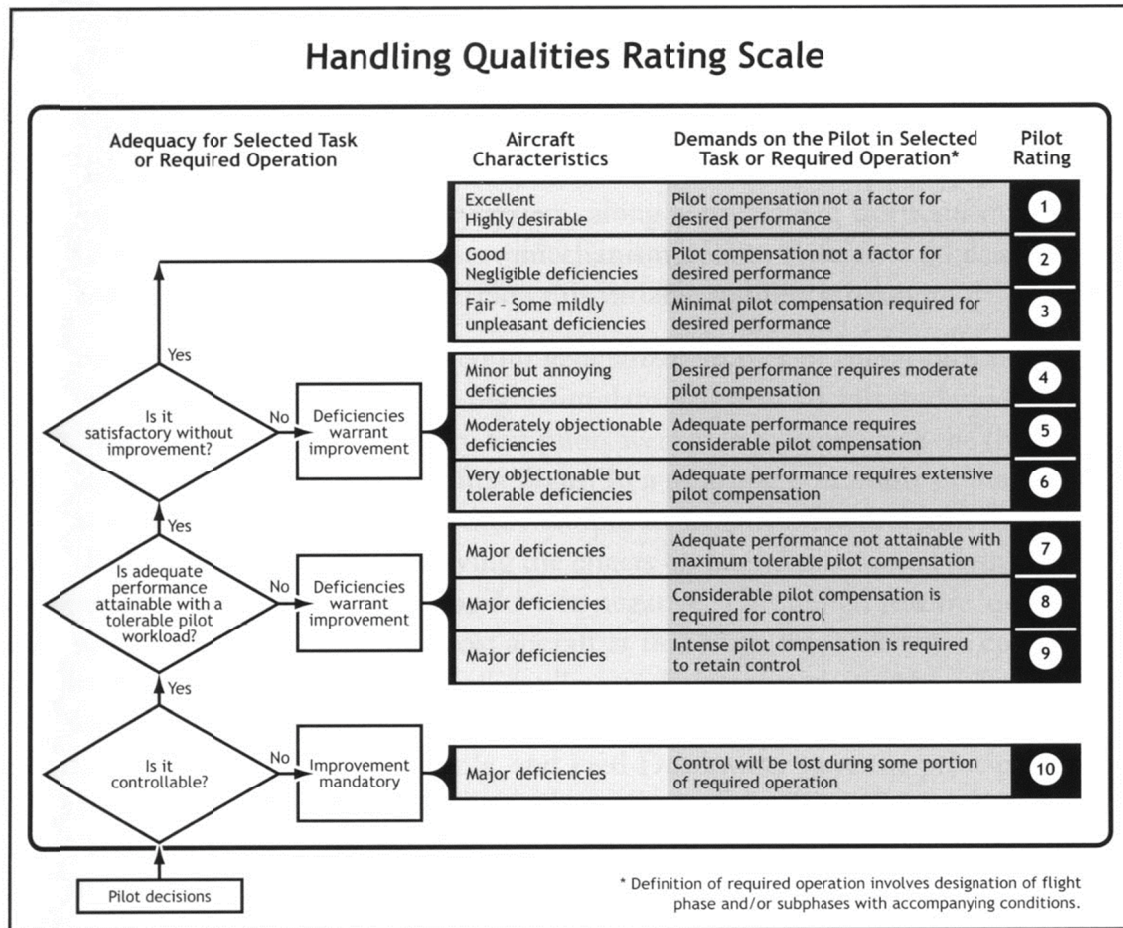 Handling Qualities Rating Scale
Adequacy for Selected Task
or Required Operation
Aircraft
Characteristics
Demands on the Pilot in Selected
Task or Required Operation*
Pilot
Rating
Excellent
Highly desirable
Pilot compensation not a factor for
desired performance
1
Good
Negligible deficiencies
Pilot compensation not a factor for
desired performance
2
Fair – Some mildly
unpleasant deficiencies
Minimal pilot compensation required for
desired performance
3
Yes
Is it
satisfactory without
improvement?
No
Deficiencies
warrant
improvement
Minor but annoying
deficiencies
Desired performance requires moderate
pilot compensation
4
Moderately objectionable
deficiencies
Adequate performance requires
considerable pilot compensation
5
Very objectionable but
tolerable deficiencies
Adequate performance requires extensive
pilot compensation
6
Yes
Is adequate
performance
attainable with a
tolerable pilot
workload?
No
Deficiencies
warrant
improvement
Major deficiencies
Adequate performance not attainable with
maximum tolerable pilot compensation
7
Major deficiencies
Considerable pilot compensation is
required for control
8
Major deficiencies
Intense pilot compensation is required
to retain control
9
Yes
Is it
controllable?
No
Improvement
mandatory
Major deficiencies
Control will be lost during some portion
of required operation
10
Pilot decisions
* Definition of required operation involves designation of flight
phase and/or subphases with accompanying conditions.